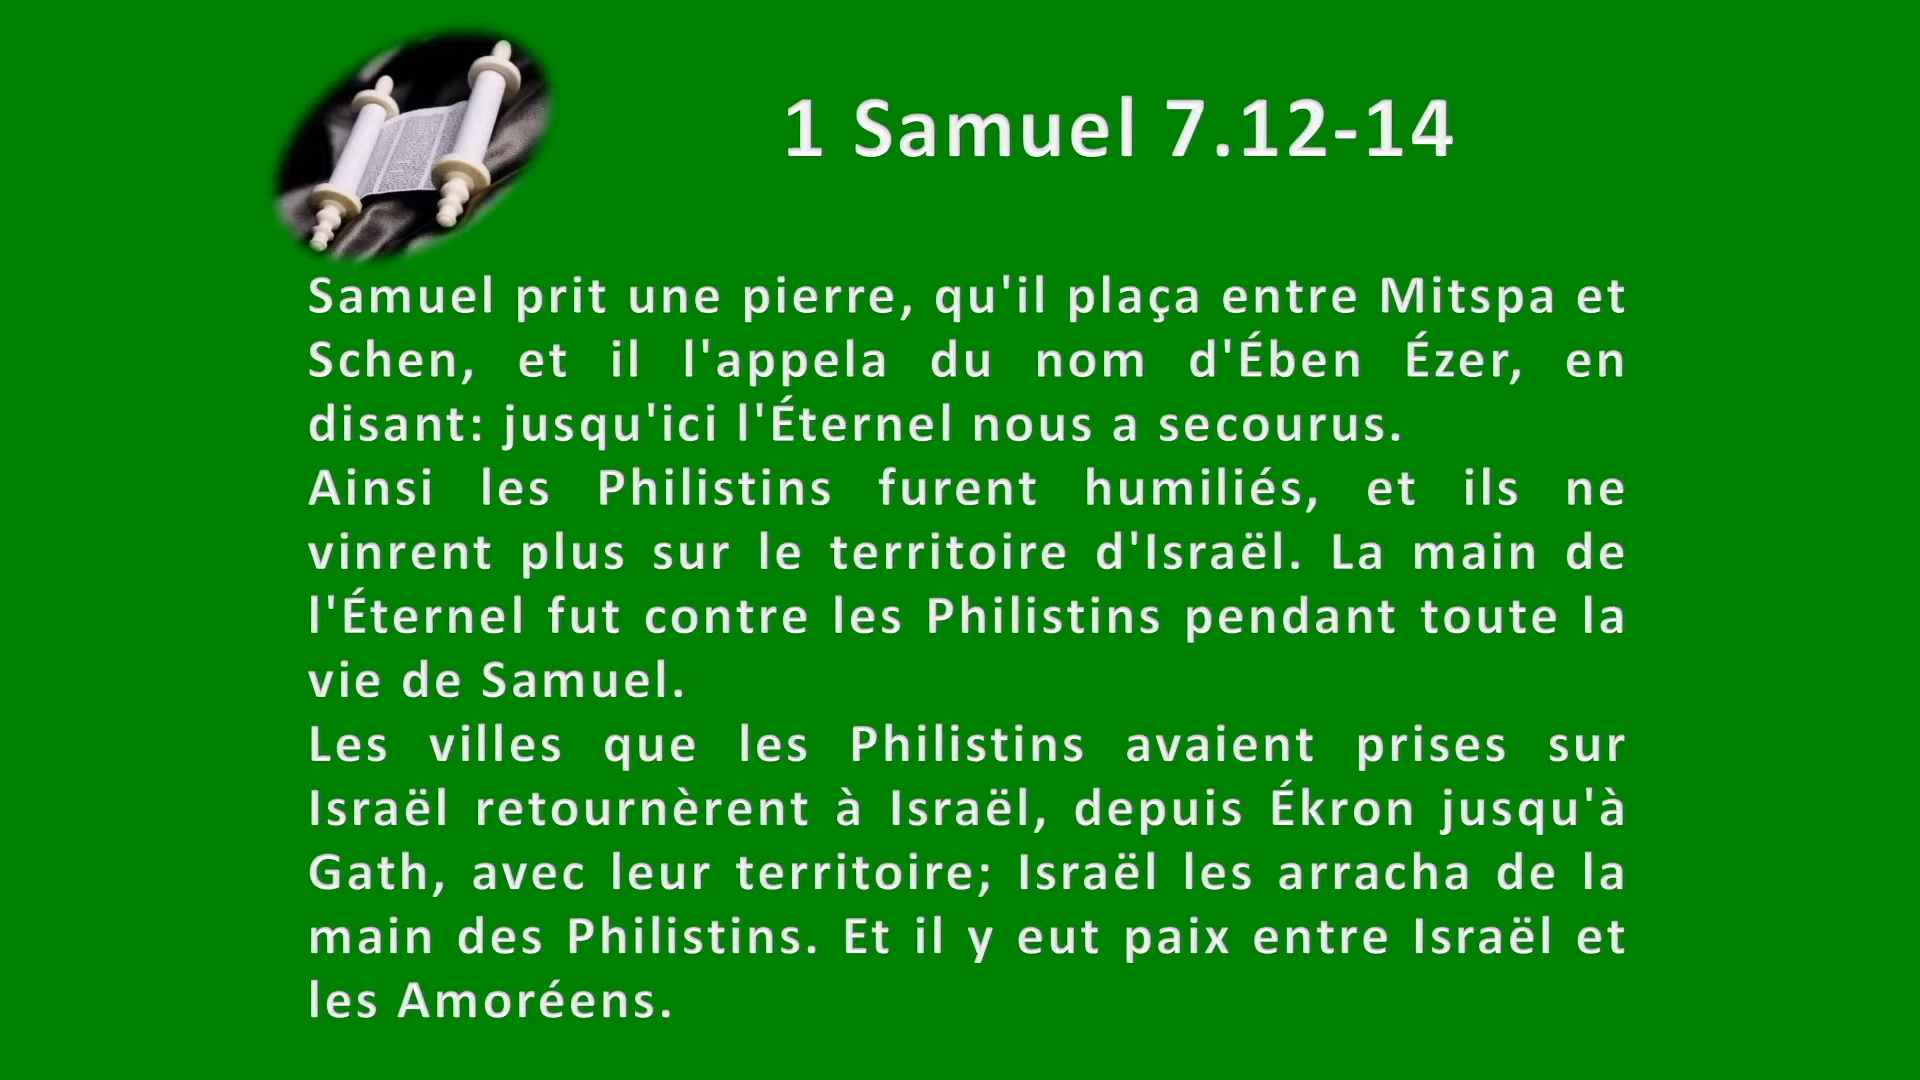 1 Samuel 7.12-14
Samuel prit une pierre, qu'il plaça entre Mitspa et
Schen, et il l'appela du nom d'Ében Ézer, en
disant: jusqu'ici l'Éternel nous a secourus.
Ainsi les Philistins furent humiliés, et ils ne
vinrent plus sur le territoire d'Israël. La main de
l'Éternel fut contre les Philistins pendant toute la
vie de Samuel.
Les villes que les Philistins avaient prises sur
Israël retournèrent à Israël, depuis Ékron jusqu'à
Gath, avec leur territoire; Israël les arracha de la
main des Philistins. Et il y eut paix entre Israël et
les Amoréens.